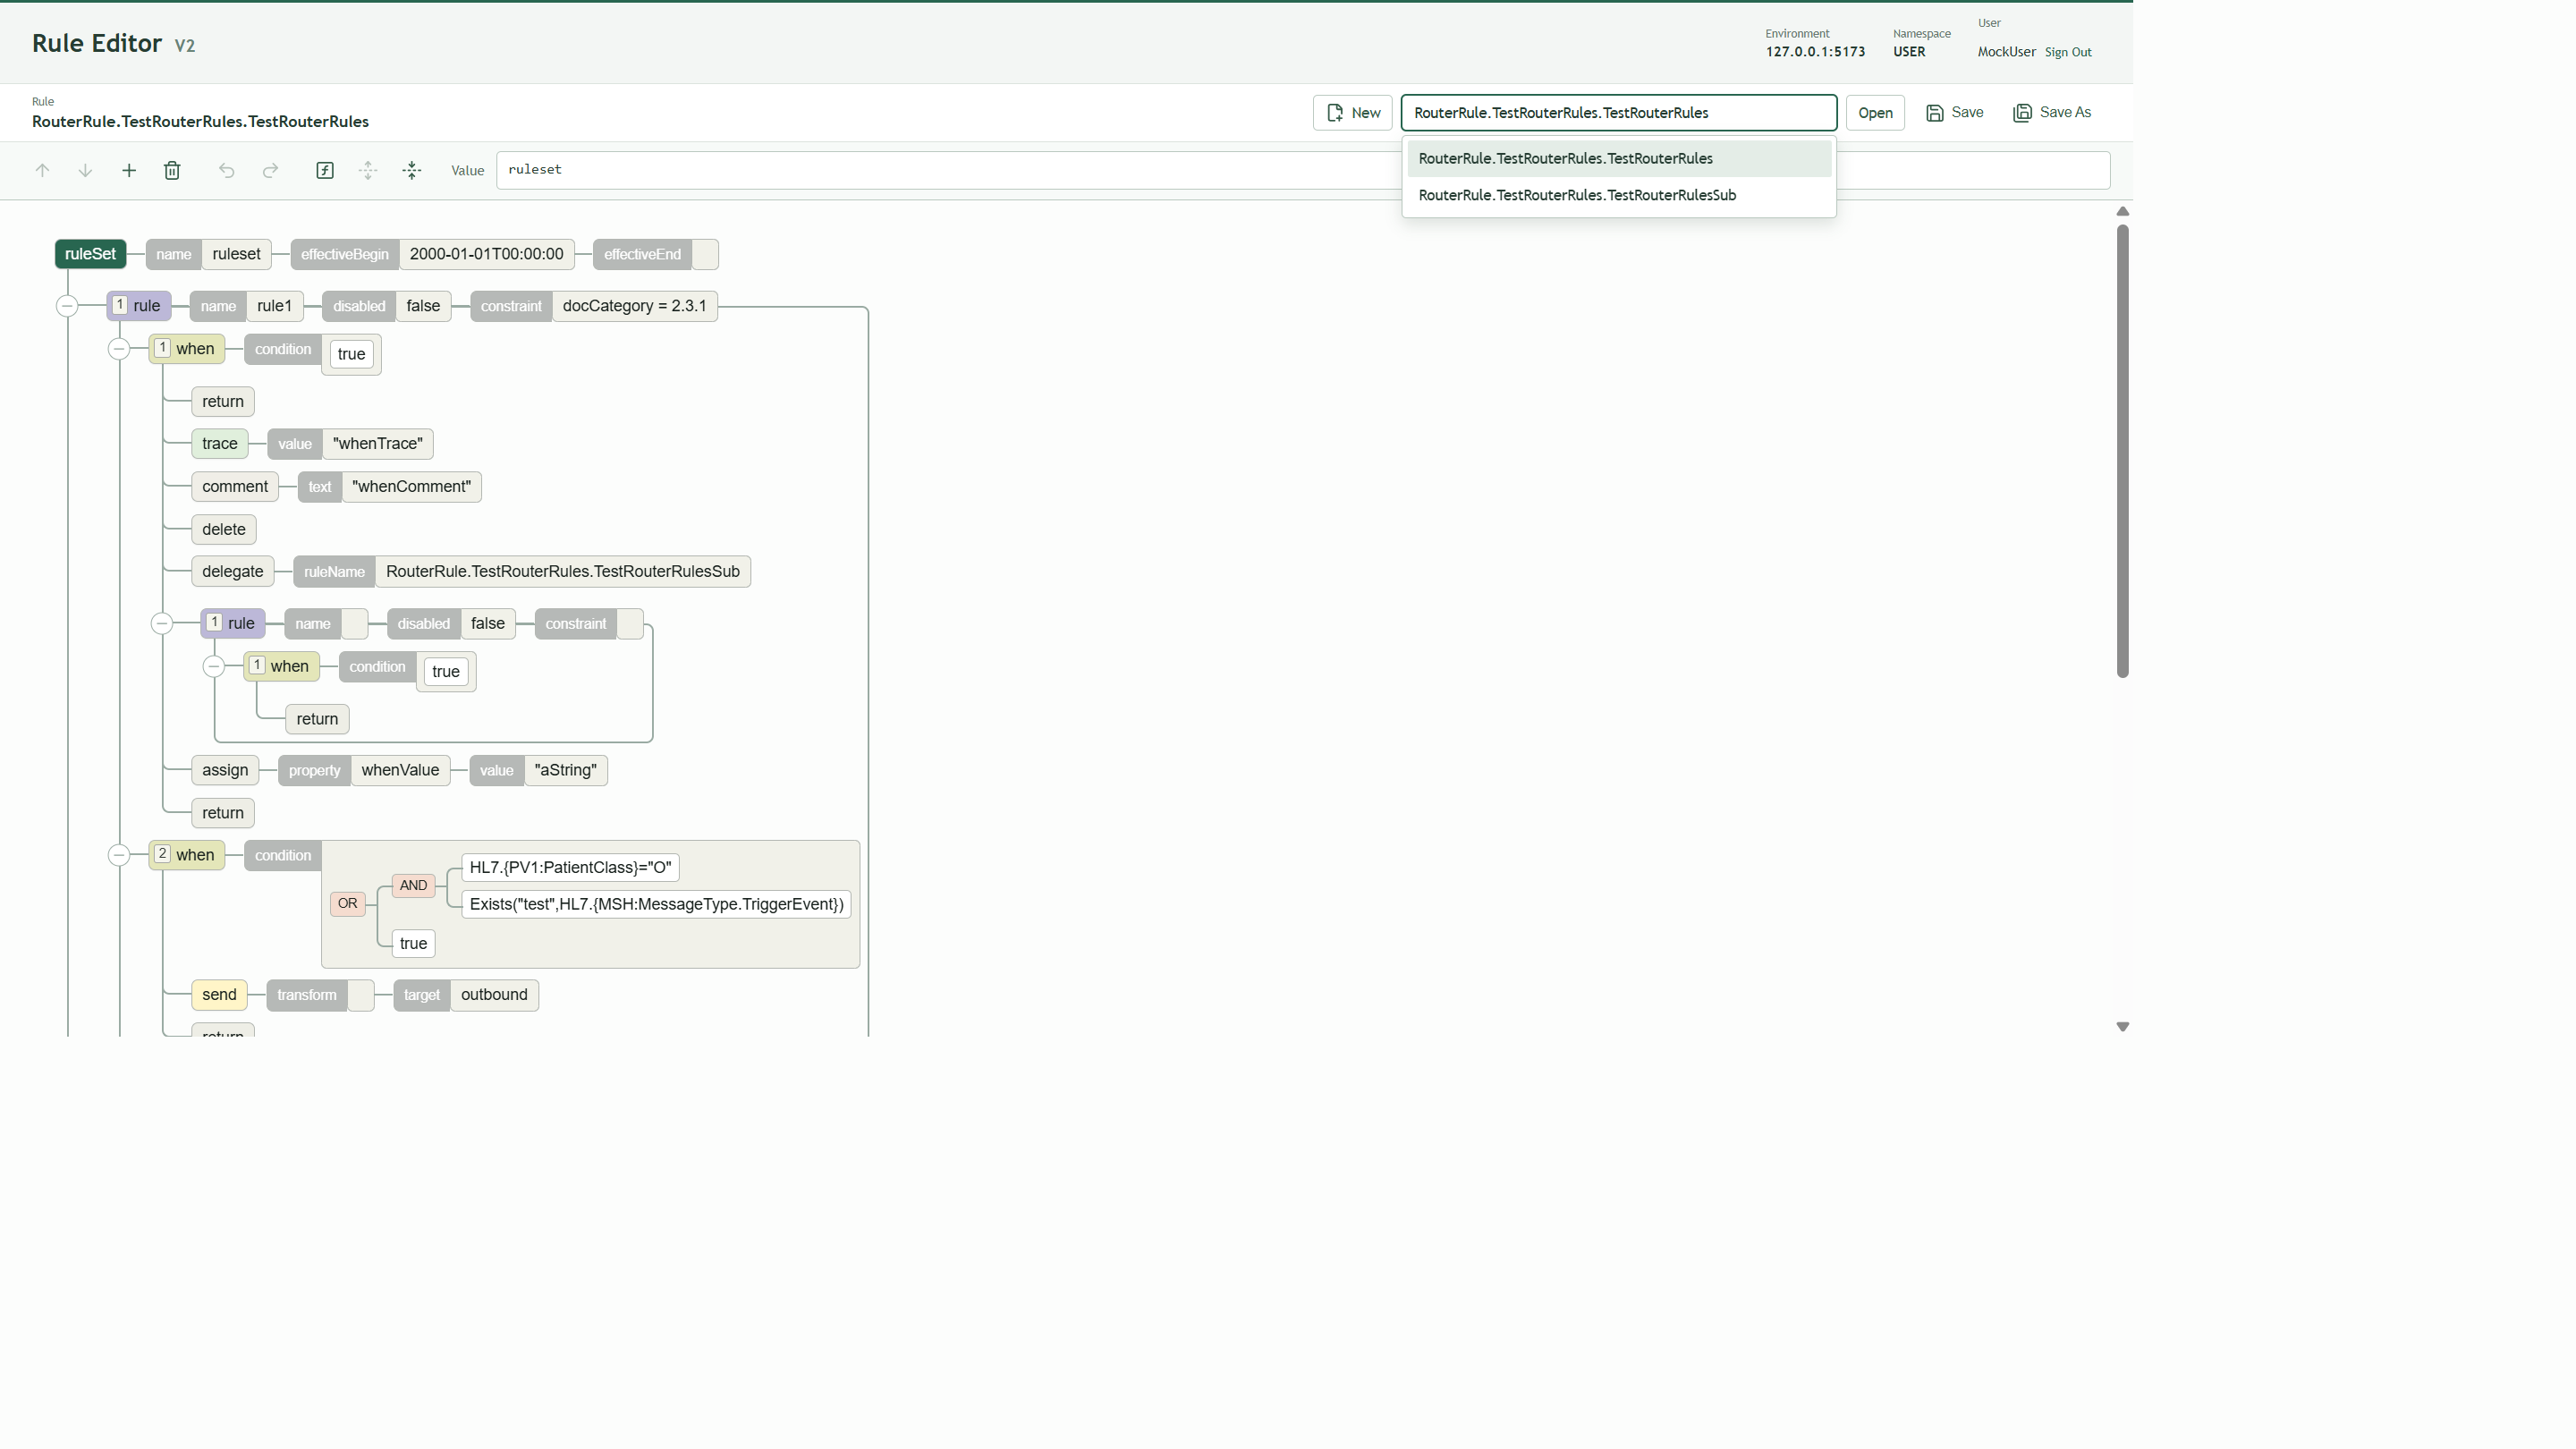 Rule Editor V2
Environment
127.0.0.1:5173
Namespace
USER
User
MockUser Sign Out
Rule
RouterRule.TestRouterRules.TestRouterRules
New
RouterRule.TestRouterRules.TestRouterRules
Open
Save
Save As
RouterRule.TestRouterRules.TestRouterRules
RouterRule.TestRouterRules.TestRouterRulesSub
Value ruleset
ruleSet name ruleset effectiveBegin 2000-01-01T00:00:00 effectiveEnd
1 rule name rule1 disabled false constraint docCategory = 2.3.1
1 when condition true
return
trace value "whenTrace"
comment text "whenComment"
delete
delegate ruleName RouterRule.TestRouterRules.TestRouterRulesSub
1 rule name disabled false constraint
1 when condition true
return
assign property whenValue value "aString"
return
2 when condition
HL7.{PV1:PatientClass}="O"
AND
OR
Exists("test",HL7.{MSH:MessageType.TriggerEvent})
true
send transform target outbound
return